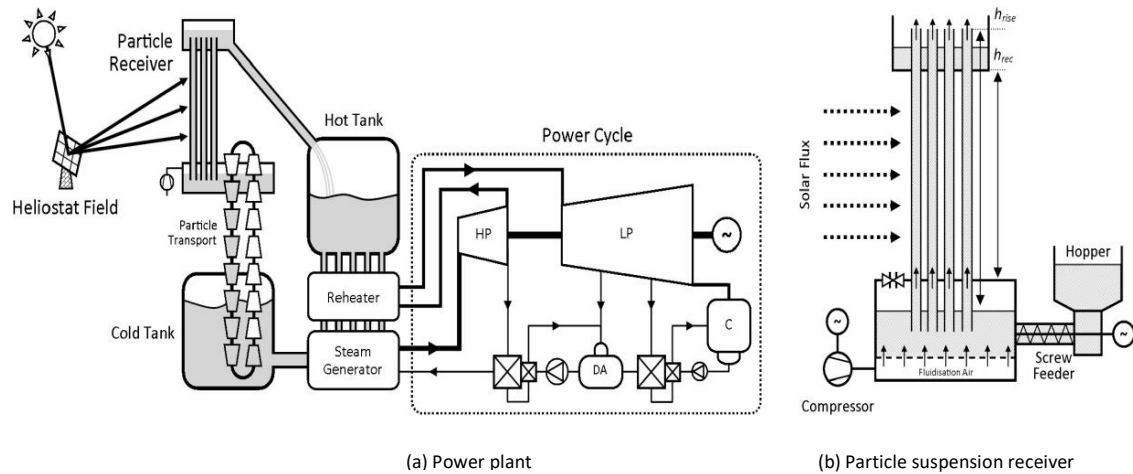 Particle
Receiver
Heliostat Field
Particle
Transport
Cold Tank
Hot Tank
Reheater
Steam
Generator
Power Cycle
HP
LP
~
C
DA
(a) Power plant
h_rise
h_rec
Solar Flux
Hopper
~
~
Fluidisation Air
Screw
Feeder
Compressor
(b) Particle suspension receiver